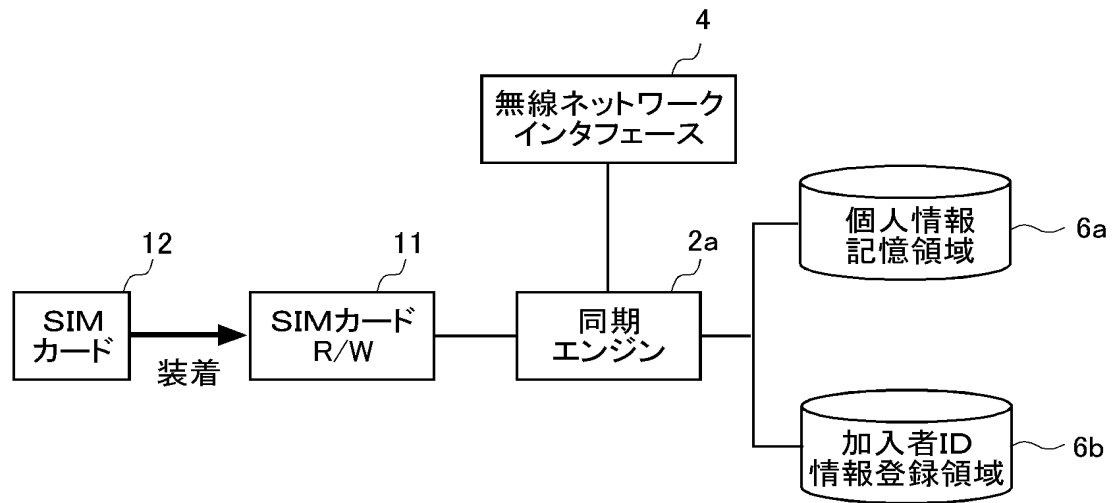 4
無線ネットワーク
インタフェース
個人情報
記憶領域
6a
12
11
2a
SIM
カード
装着
SIMカード
R/W
同期
エンジン
加入者ID
情報登録領域
6b